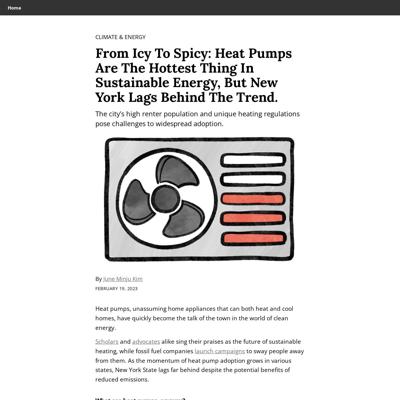 Home
CLIMATE & ENERGY
From Icy To Spicy: Heat Pumps
Are The Hottest Thing In
Sustainable Energy, But New
York Lags Behind The Trend.
The city's high renter population and unique heating regulations
pose challenges to widespread adoption.
By June Minju Kim
FEBRUARY 19, 2023
Heat pumps, unassuming home appliances that can both heat and cool
homes, have quickly become the talk of the town in the world of clean
energy.
Scholars and advocates alike sing their praises as the future of sustainable
heating, while fossil fuel companies launch campaigns to sway people away
from them. As the momentum of heat pump adoption grows in various
states, New York State lags far behind despite the potential benefits of
reduced emissions.